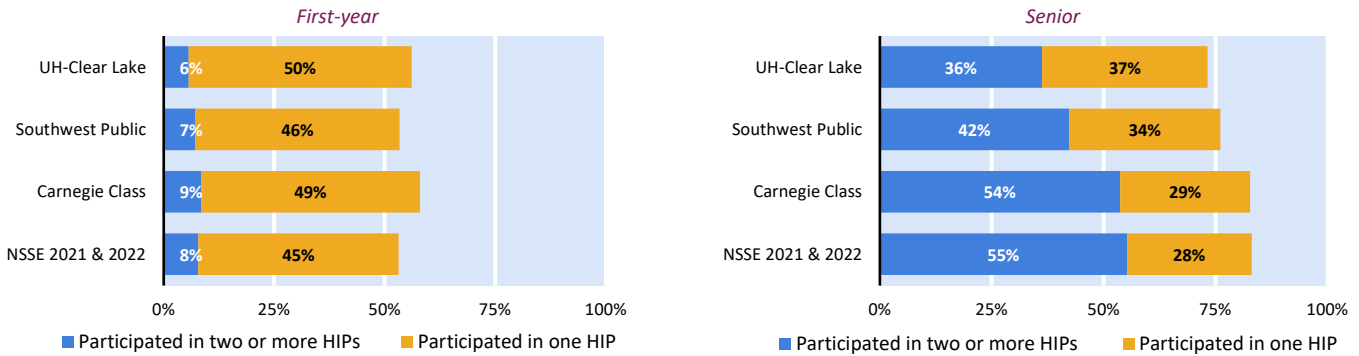 First-year
UH-Clear Lake
6%
50%
Southwest Public
7%
46%
Carnegie Class
9%
49%
NSSE 2021 & 2022
8%
45%
0%
25%
50%
75%
100%
Participated in two or more HIPs
Participated in one HIP
Senior
UH-Clear Lake
36%
37%
Southwest Public
42%
34%
Carnegie Class
54%
29%
NSSE 2021 & 2022
55%
28%
0%
25%
50%
75%
100%
Participated in two or more HIPs
Participated in one HIP